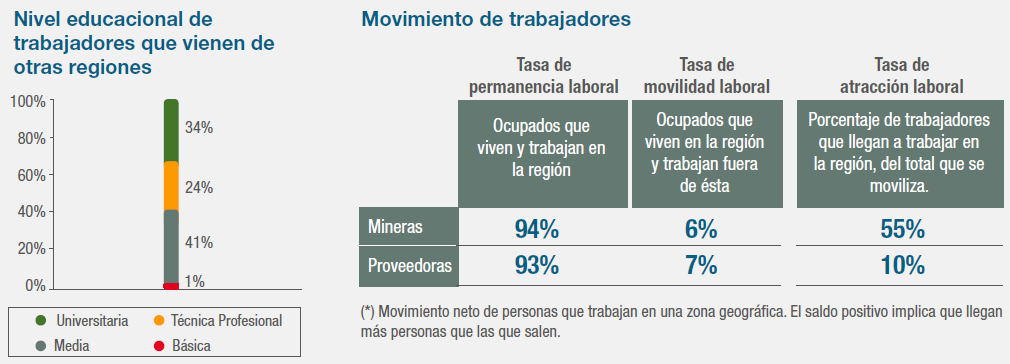 Nivel educacional de
trabajadores que vienen de
otras regiones
100%
80%
60%
40%
20%
0%
34%
24%
41%
1%
Universitaria
Técnica Profesional
Media
Básica
Movimiento de trabajadores
Tasa de
permanencia laboral
Tasa de
movilidad laboral
Tasa de
atracción laboral
Ocupados que
viven y trabajan en
la región
Ocupados que
viven en la región
y trabajan fuera
de ésta
Porcentaje de trabajadores
que llegan a trabajar en
la región, del total que se
moviliza.
Mineras 94% 6% 55%
Proveedoras 93% 7% 10%
(*) Movimiento neto de personas que trabajan en una zona geográfica. El saldo positivo implica que llegan
más personas que las que salen.